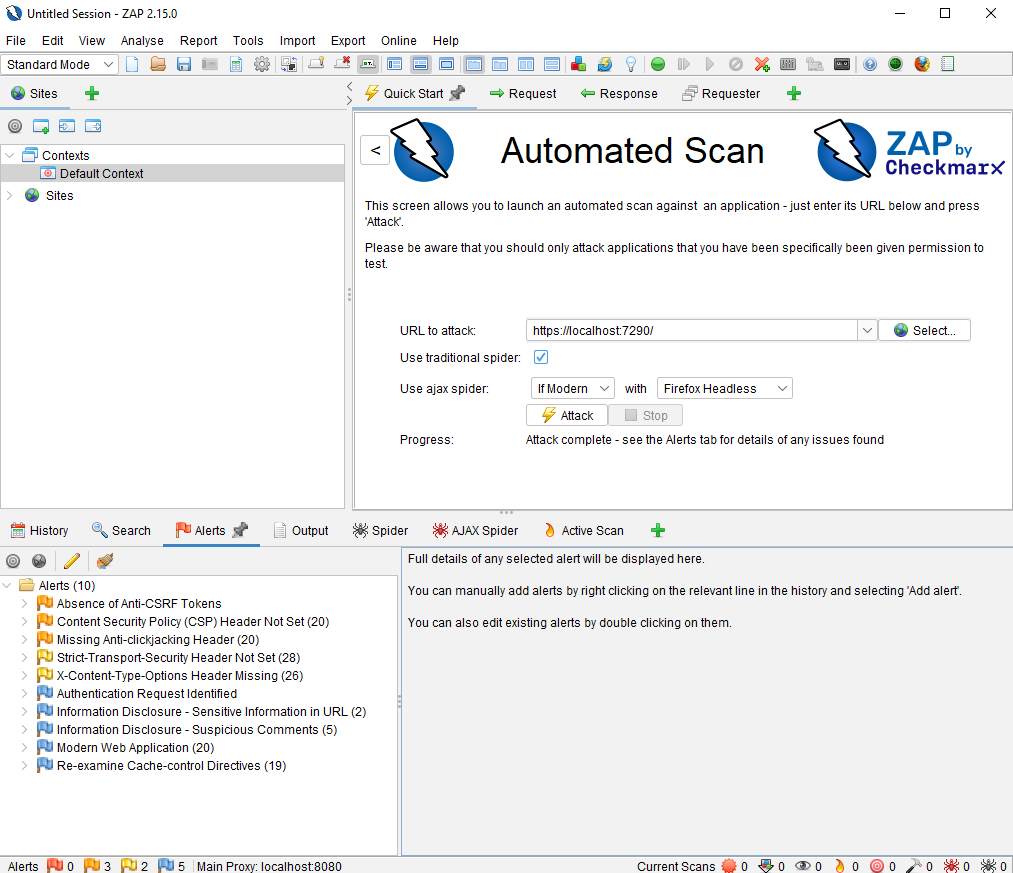 Untitled Session - ZAP 2.15.0
File Edit View Analyse Report Tools Import Export Online Help
Standard Mode
Sites
Quick Start Request Response Requester
<
Automated Scan
ZAP by Checkmarx
Contexts
Default Context
Sites
This screen allows you to launch an automated scan against an application - just enter its URL below and press
'Attack'.
Please be aware that you should only attack applications that you have been specifically been given permission to
test.
URL to attack: https://localhost:7290/ Select...
Use traditional spider:
Use ajax spider: If Modern with Firefox Headless
Attack Stop
Progress: Attack complete - see the Alerts tab for details of any issues found
History Search Alerts Output Spider AJAX Spider Active Scan
Alerts (10)
Absence of Anti-CSRF Tokens
Content Security Policy (CSP) Header Not Set (20)
Missing Anti-clickjacking Header (20)
Strict-Transport-Security Header Not Set (28)
X-Content-Type-Options Header Missing (26)
Authentication Request Identified
Information Disclosure - Sensitive Information in URL (2)
Information Disclosure - Suspicious Comments (5)
Modern Web Application (20)
Re-examine Cache-control Directives (19)
Full details of any selected alert will be displayed here.
You can manually add alerts by right clicking on the relevant line in the history and selecting 'Add alert'.
You can also edit existing alerts by double clicking on them.
Alerts 0 3 2 5 Main Proxy: localhost:8080 Current Scans 0 0 0 0 0 0 0 0